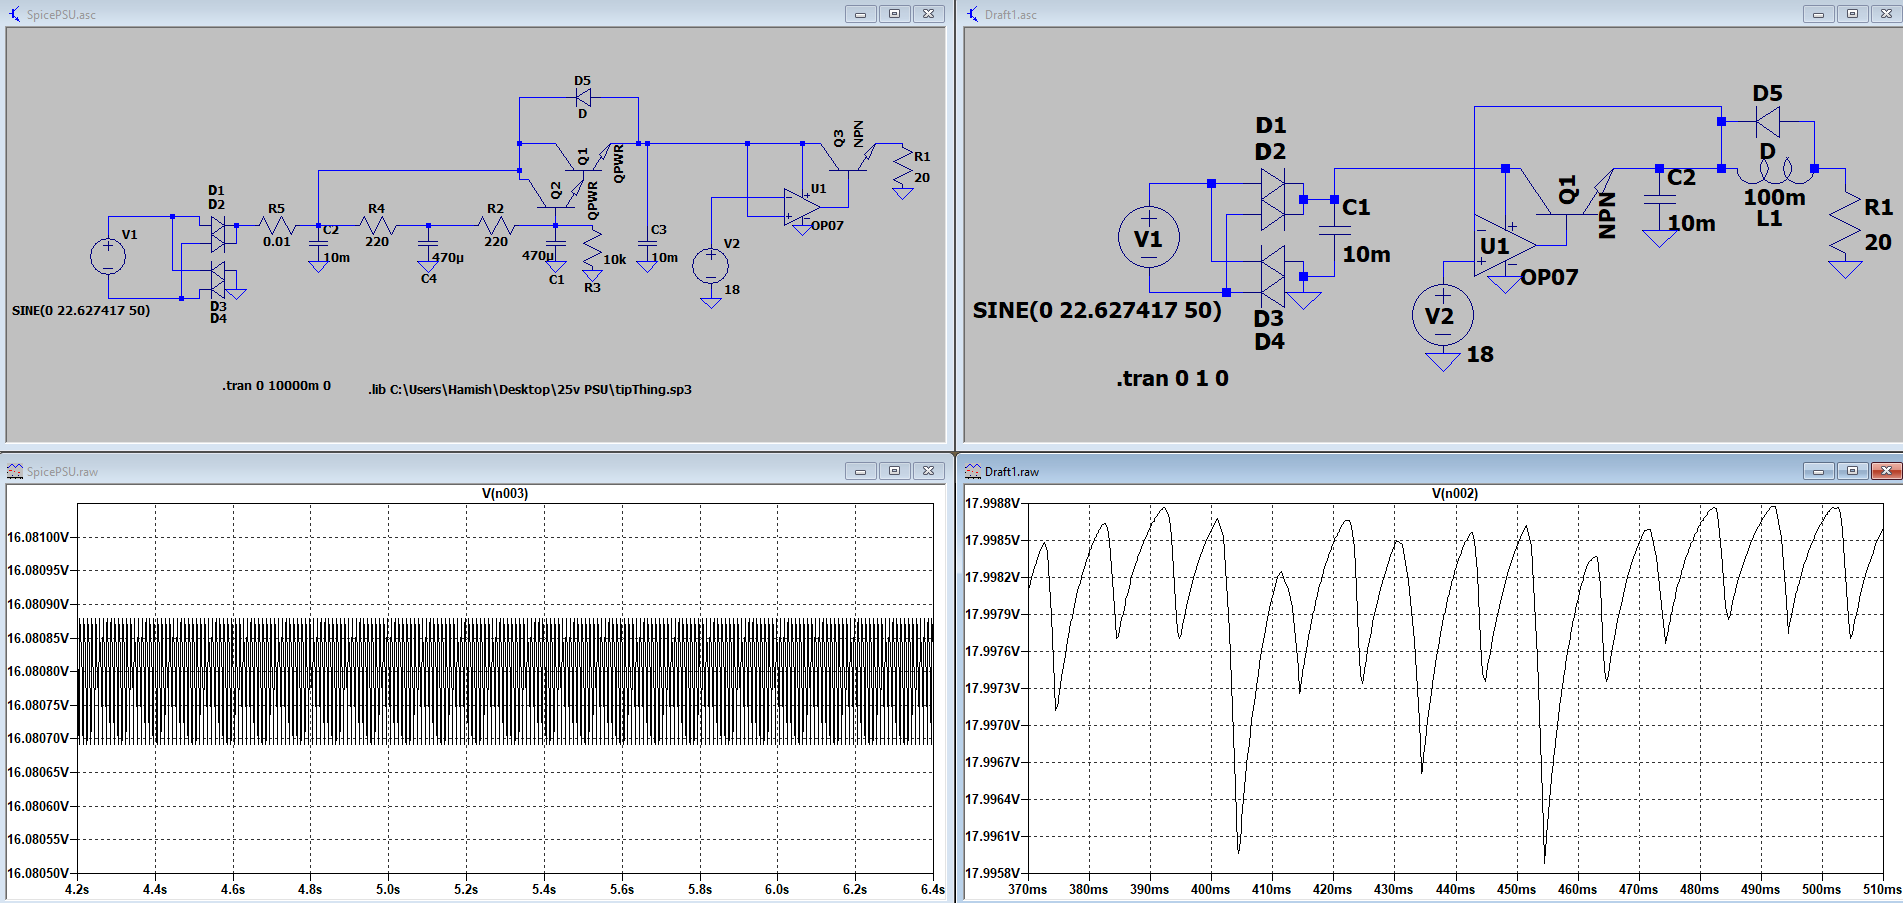 SpicePSU.asc
D5
D
Q1
QPWR
Q2
QPWR
Q3
NPN
R1
20
U1
OP07
D1
D2
R5
0.01
R4
220
R2
220
C2
10m
470µ
C4
470µ
C1
10k
R3
C3
10m
V2
18
V1
SINE(0 22.627417 50)
D3
D4
.tran 0 10000m 0
.lib C:\Users\Hamish\Desktop\25v PSU\tipThing.sp3
Draft1.asc
D5
D
D1
D2
Q1
NPN
C2
10m
100m
L1
R1
20
C1
10m
V1
U1
OP07
V2
18
SINE(0 22.627417 50)
D3
D4
.tran 0 1 0
SpicePSU.raw
V(n003)
16.08100V
16.08095V
16.08090V
16.08085V
16.08080V
16.08075V
16.08070V
16.08065V
16.08060V
16.08055V
16.08050V
4.2s 4.4s 4.6s 4.8s 5.0s 5.2s 5.4s 5.6s 5.8s 6.0s 6.2s 6.4s
Draft1.raw
V(n002)
17.9988V
17.9985V
17.9982V
17.9979V
17.9976V
17.9973V
17.9970V
17.9967V
17.9964V
17.9961V
17.9958V
370ms 380ms 390ms 400ms 410ms 420ms 430ms 440ms 450ms 460ms 470ms 480ms 490ms 500ms 510ms